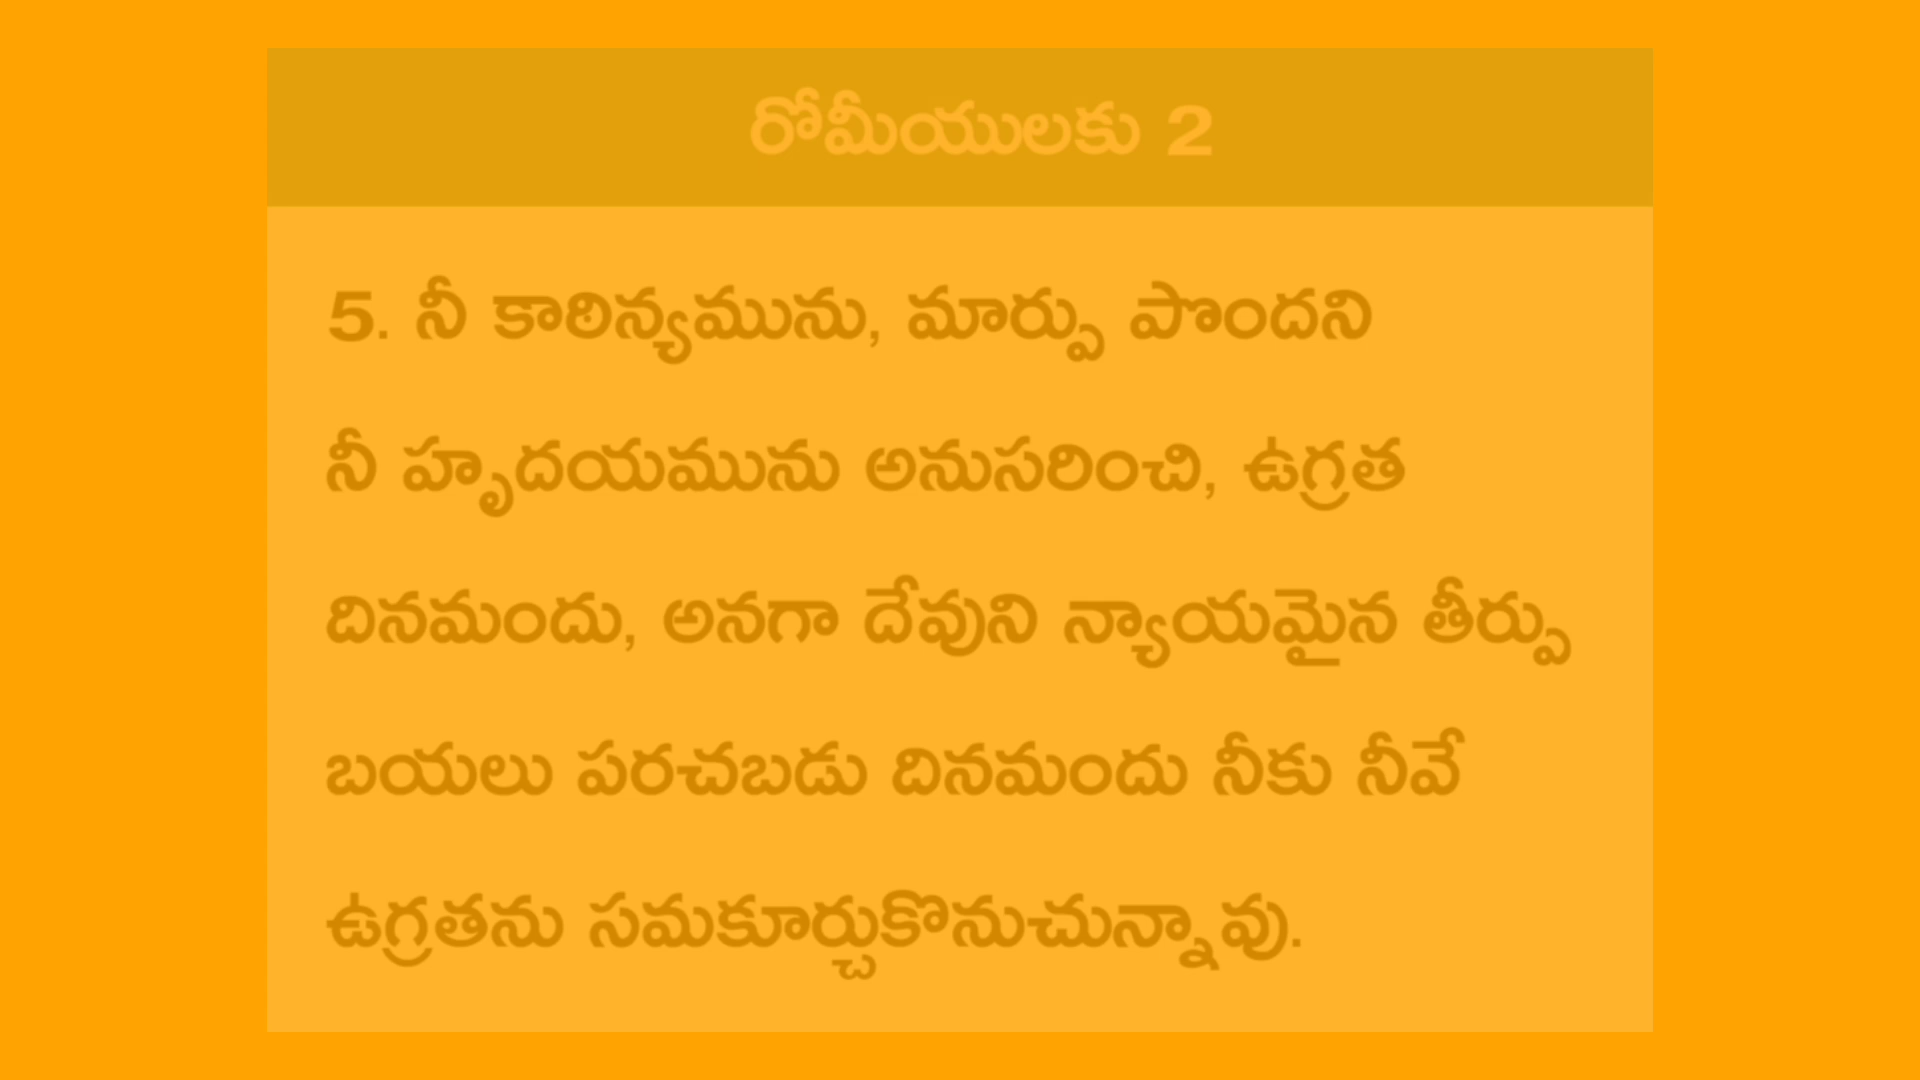 రోమీయులకు 2
5. నీ కాఠిన్యమును, మార్పు పొందని
నీ హృదయమును అనుసరించి, ఉగ్రత
దినమందు, అనగా దేవుని న్యాయమైన తీర్పు
బయలు పరచబడు దినమందు నీకు నీవే
ఉగ్రతను సమకూర్చుకొనుచున్నావు.